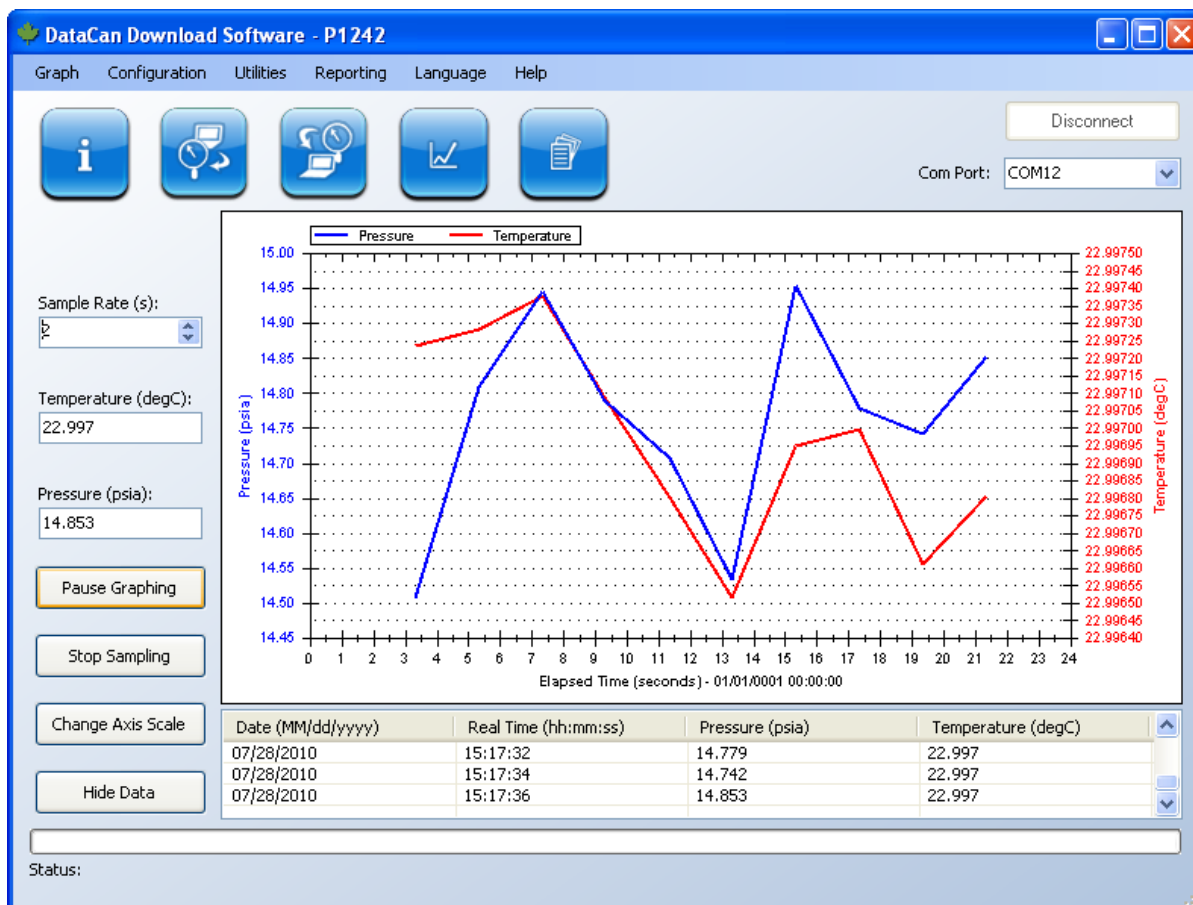 DataCan Download Software - P1242
Graph Configuration Utilities Reporting Language Help
i
Disconnect
Com Port: COM12
Sample Rate (s):
Temperature (degC):
22.997
Pressure (psia):
14.853
Pause Graphing
Stop Sampling
Change Axis Scale
Hide Data
Pressure Temperature
Pressure (psia)
15.00
14.95
14.90
14.85
14.80
14.75
14.70
14.65
14.60
14.55
14.50
14.45
22.99750
22.99745
22.99740
22.99735
22.99730
22.99725
22.99720
22.99715
22.99710
22.99705
22.99700
22.99695
22.99690
22.99685
22.99680
22.99675
22.99670
22.99665
22.99660
22.99655
22.99650
22.99645
22.99640
Temperature (degC)
0 1 2 3 4 5 6 7 8 9 10 11 12 13 14 15 16 17 18 19 20 21 22 23 24
Elapsed Time (seconds) - 01/01/0001 00:00:00
Date (MM/dd/yyyy) Real Time (hh:mm:ss) Pressure (psia) Temperature (degC)
07/28/2010 15:17:32 14.779 22.997
07/28/2010 15:17:34 14.742 22.997
07/28/2010 15:17:36 14.853 22.997
Status: